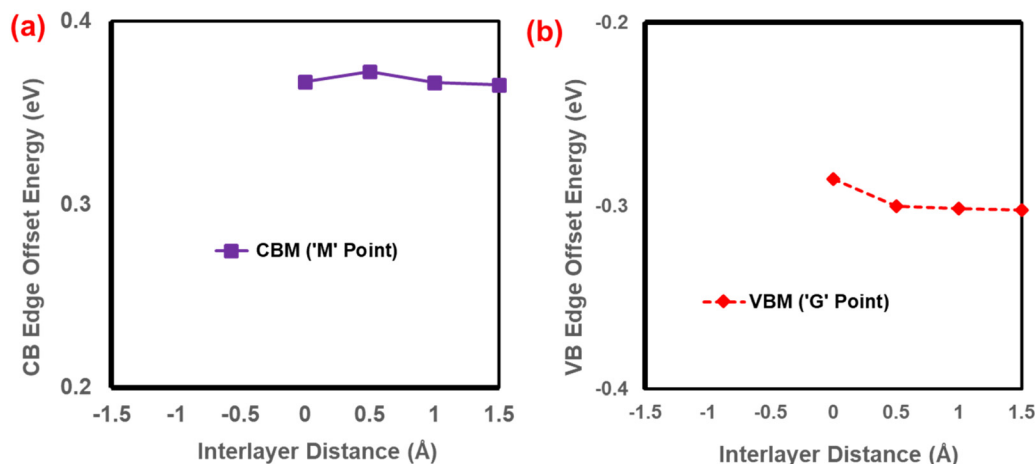 (a)
CB Edge Offset Energy (eV)
0.4
0.3
0.2
CBM ('M' Point)
-1.5 -1 -0.5 0 0.5 1 1.5
Interlayer Distance (Å)
(b)
VB Edge Offset Energy (eV)
-0.2
-0.3
-0.4
VBM ('G' Point)
-1.5 -1 -0.5 0 0.5 1 1.5
Interlayer Distance (Å)